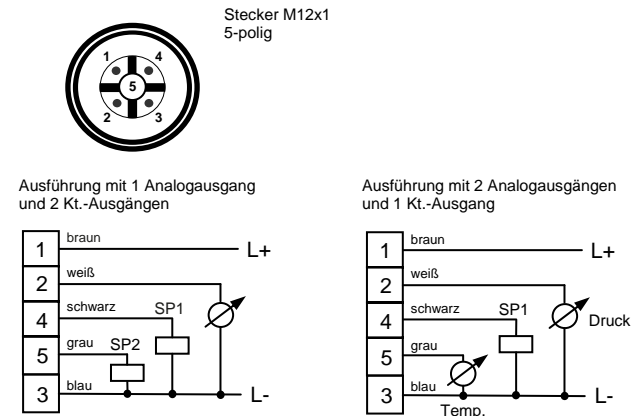 Stecker M12x1
5-polig
1 4
5
2 3
Ausführung mit 1 Analogausgang
und 2 Kt.-Ausgängen
1 braun L+
2 weiß
4 schwarz SP1
5 grau SP2
3 blau L-
Ausführung mit 2 Analogausgängen
und 1 Kt.-Ausgang
1 braun L+
2 weiß
4 schwarz SP1 Druck
5 grau
3 blau L-
Temp.